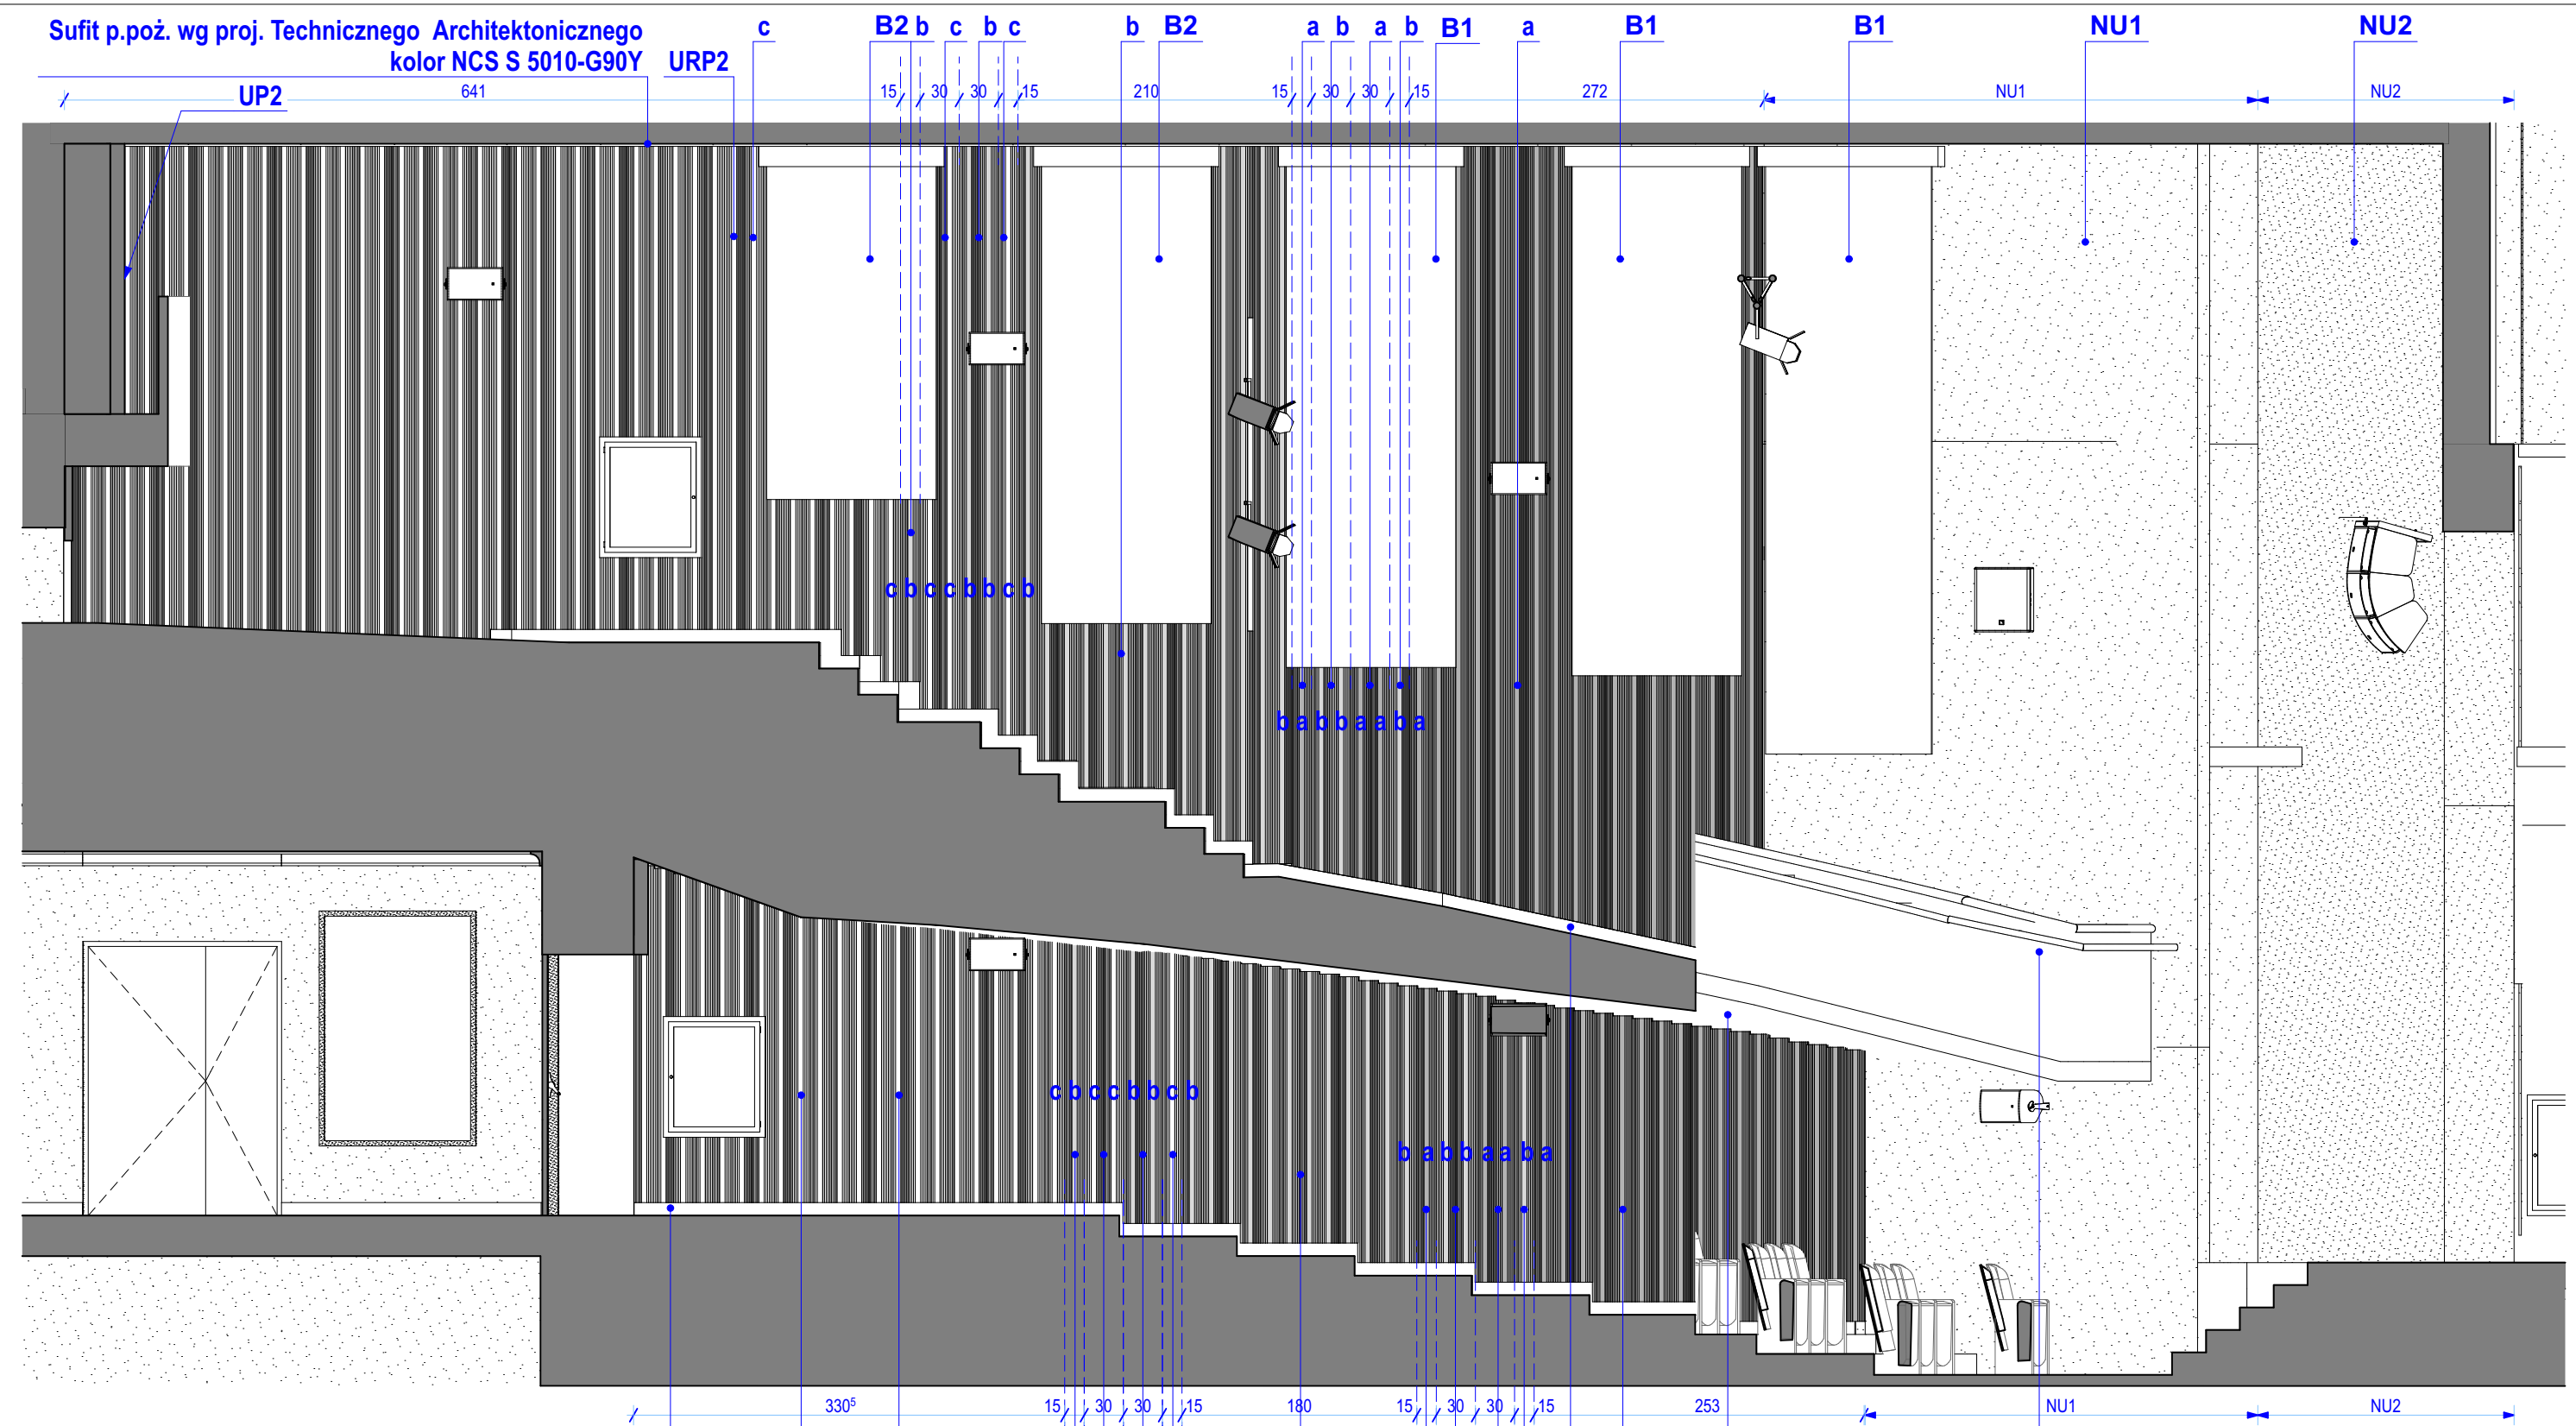 Sufit p.poż. wg proj. Technicznego Architektonicznego
kolor NCS S 5010-G90Y
URP2 c B2 b c b c b B2 a b a b B1 a B1 B1 NU1 NU2
UP2
641 15 30 30 15 210 15 30 30 15 272 NU1 NU2
c b c c b b c b
b a b b a a b a
c b c c b b c b
b a b b a a b a
330⁵ 15 30 30 15 180 15 30 30 15 253 NU1 NU2